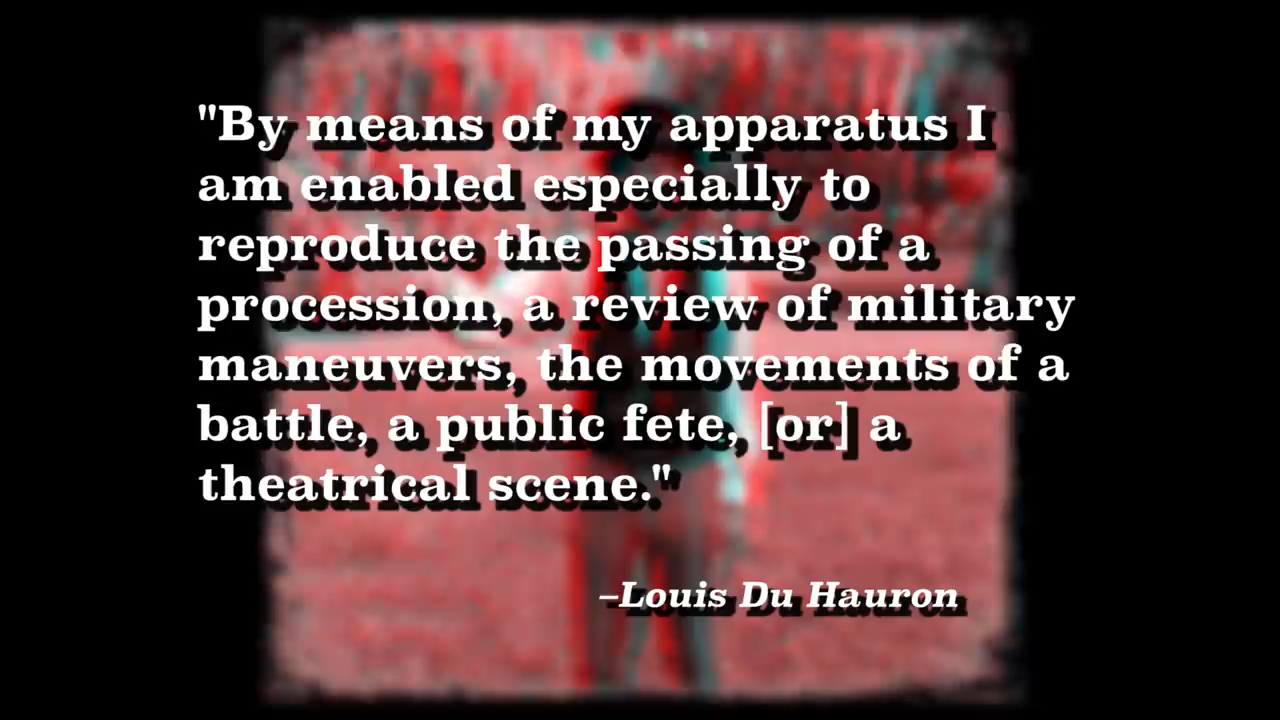 "By means of my apparatus I
am enabled especially to
reproduce the passing of a
procession, a review of military
maneuvers, the movements of a
battle, a public fete, [or] a
theatrical scene."
–Louis Du Hauron